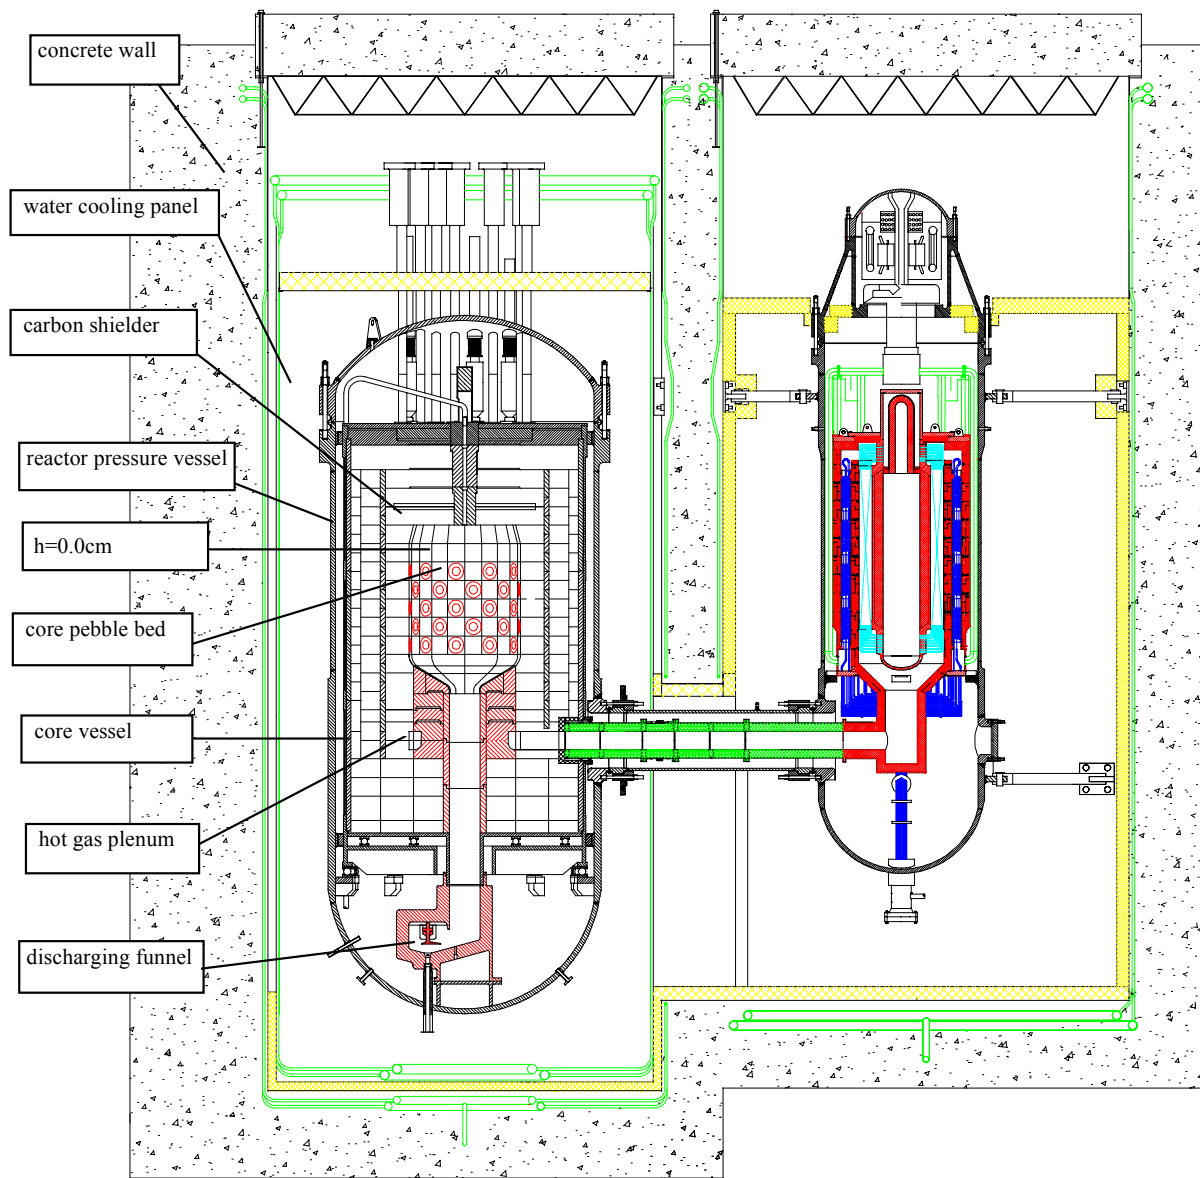 concrete wall
water cooling panel
carbon shielder
reactor pressure vessel
h=0.0cm
core pebble bed
core vessel
hot gas plenum
discharging funnel